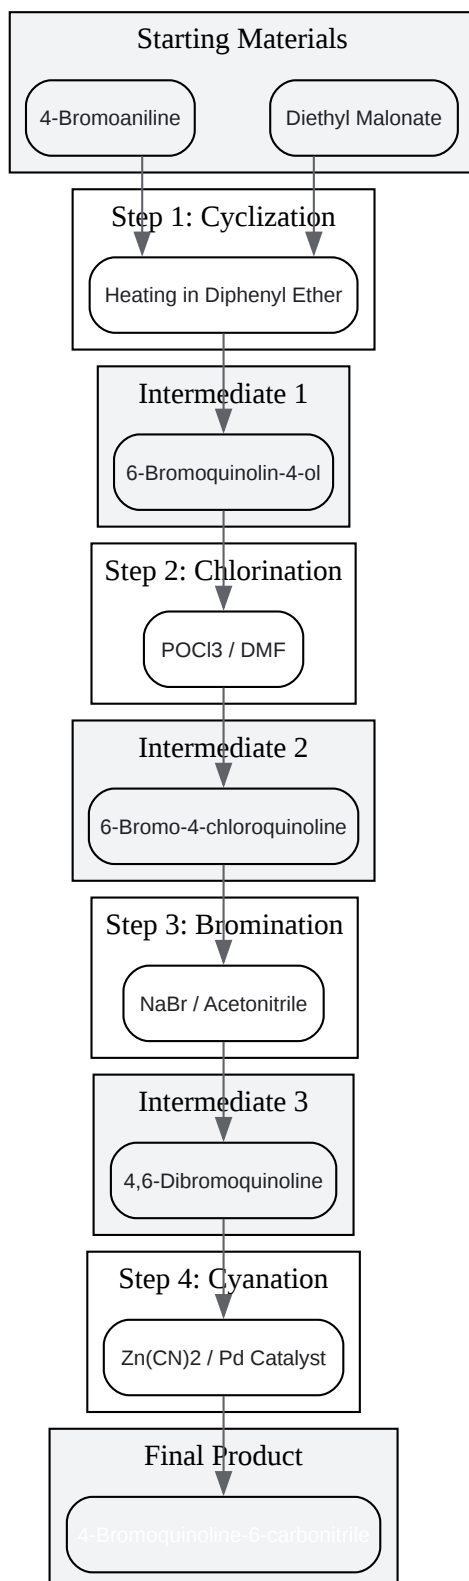 Starting Materials
4-Bromoaniline
Diethyl Malonate
Step 1: Cyclization
Heating in Diphenyl Ether
Intermediate 1
6-Bromoquinolin-4-ol
Step 2: Chlorination
POCl3 / DMF
Intermediate 2
6-Bromo-4-chloroquinoline
Step 3: Bromination
NaBr / Acetonitrile
Intermediate 3
4,6-Dibromoquinoline
Step 4: Cyanation
Zn(CN)2 / Pd Catalyst
Final Product
4-Bromoquinoline-6-carbonitrile